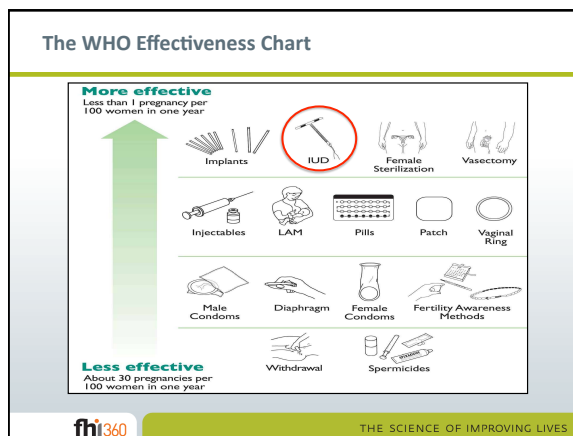 The WHO Effectiveness Chart
More effective
Less than 1 pregnancy per
100 women in one year
Implants
IUD
Female
Sterilization
Vasectomy
Injectables
LAM
Pills
Patch
Vaginal
Ring
Male
Condoms
Diaphragm
Female
Condoms
Fertility Awareness
Methods
Withdrawal
Spermicides
Less effective
About 30 pregnancies per
100 women in one year
fhi360
THE SCIENCE OF IMPROVING LIVES